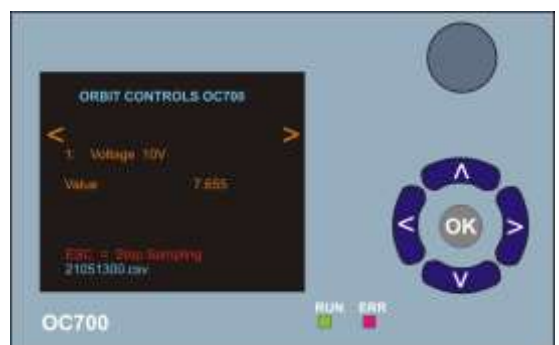 ORBIT CONTROLS OC700
< >
1: Voltage 10V
Value 7.655
ESC = Stop Sampling
21051300.csv
OC700
RUN ERR
^
< OK >
v